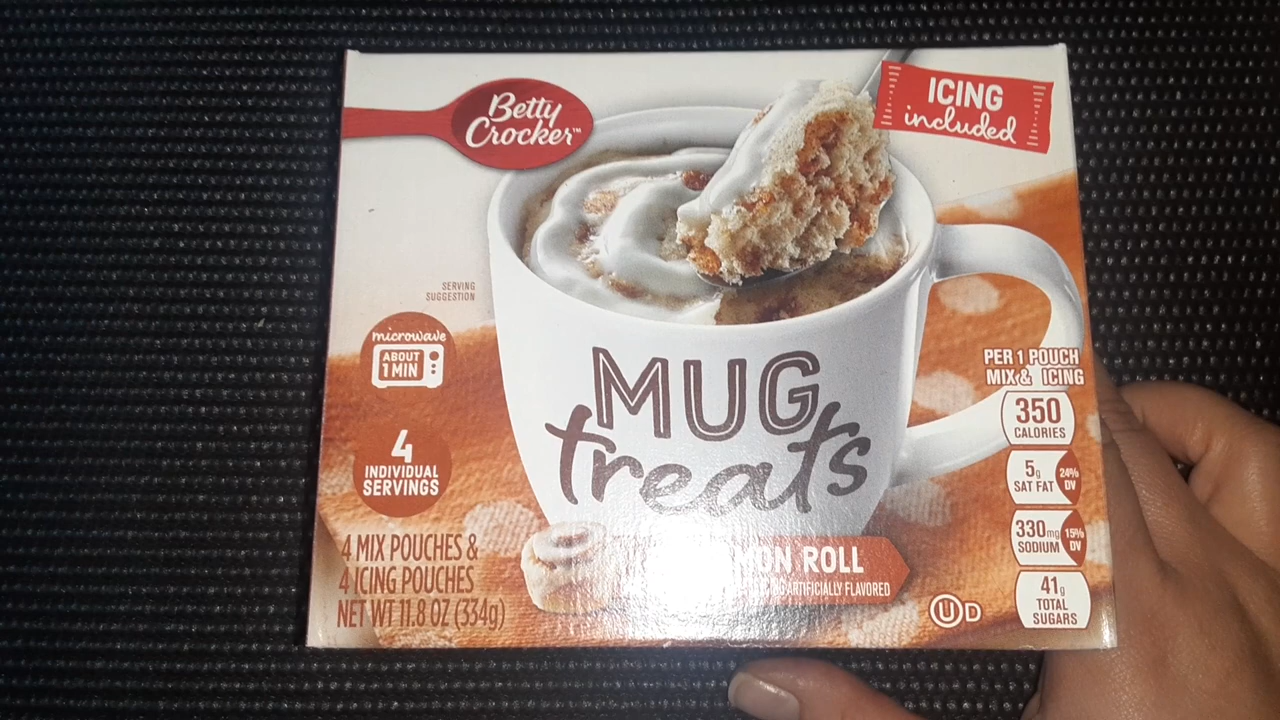 Betty
Crocker™
ICING
included
SERVING
SUGGESTION
microwave
ABOUT
1 MIN
4
INDIVIDUAL
SERVINGS
MUG
treats
PER 1 POUCH
MIX & ICING
350
CALORIES
5g
SAT FAT
24%
DV
330mg
SODIUM
15%
DV
41g
TOTAL
SUGARS
4 MIX POUCHES &
4 ICING POUCHES
NET WT 11.8 OZ (334g)
ROLL
ARTIFICIALLY FLAVORED
U D